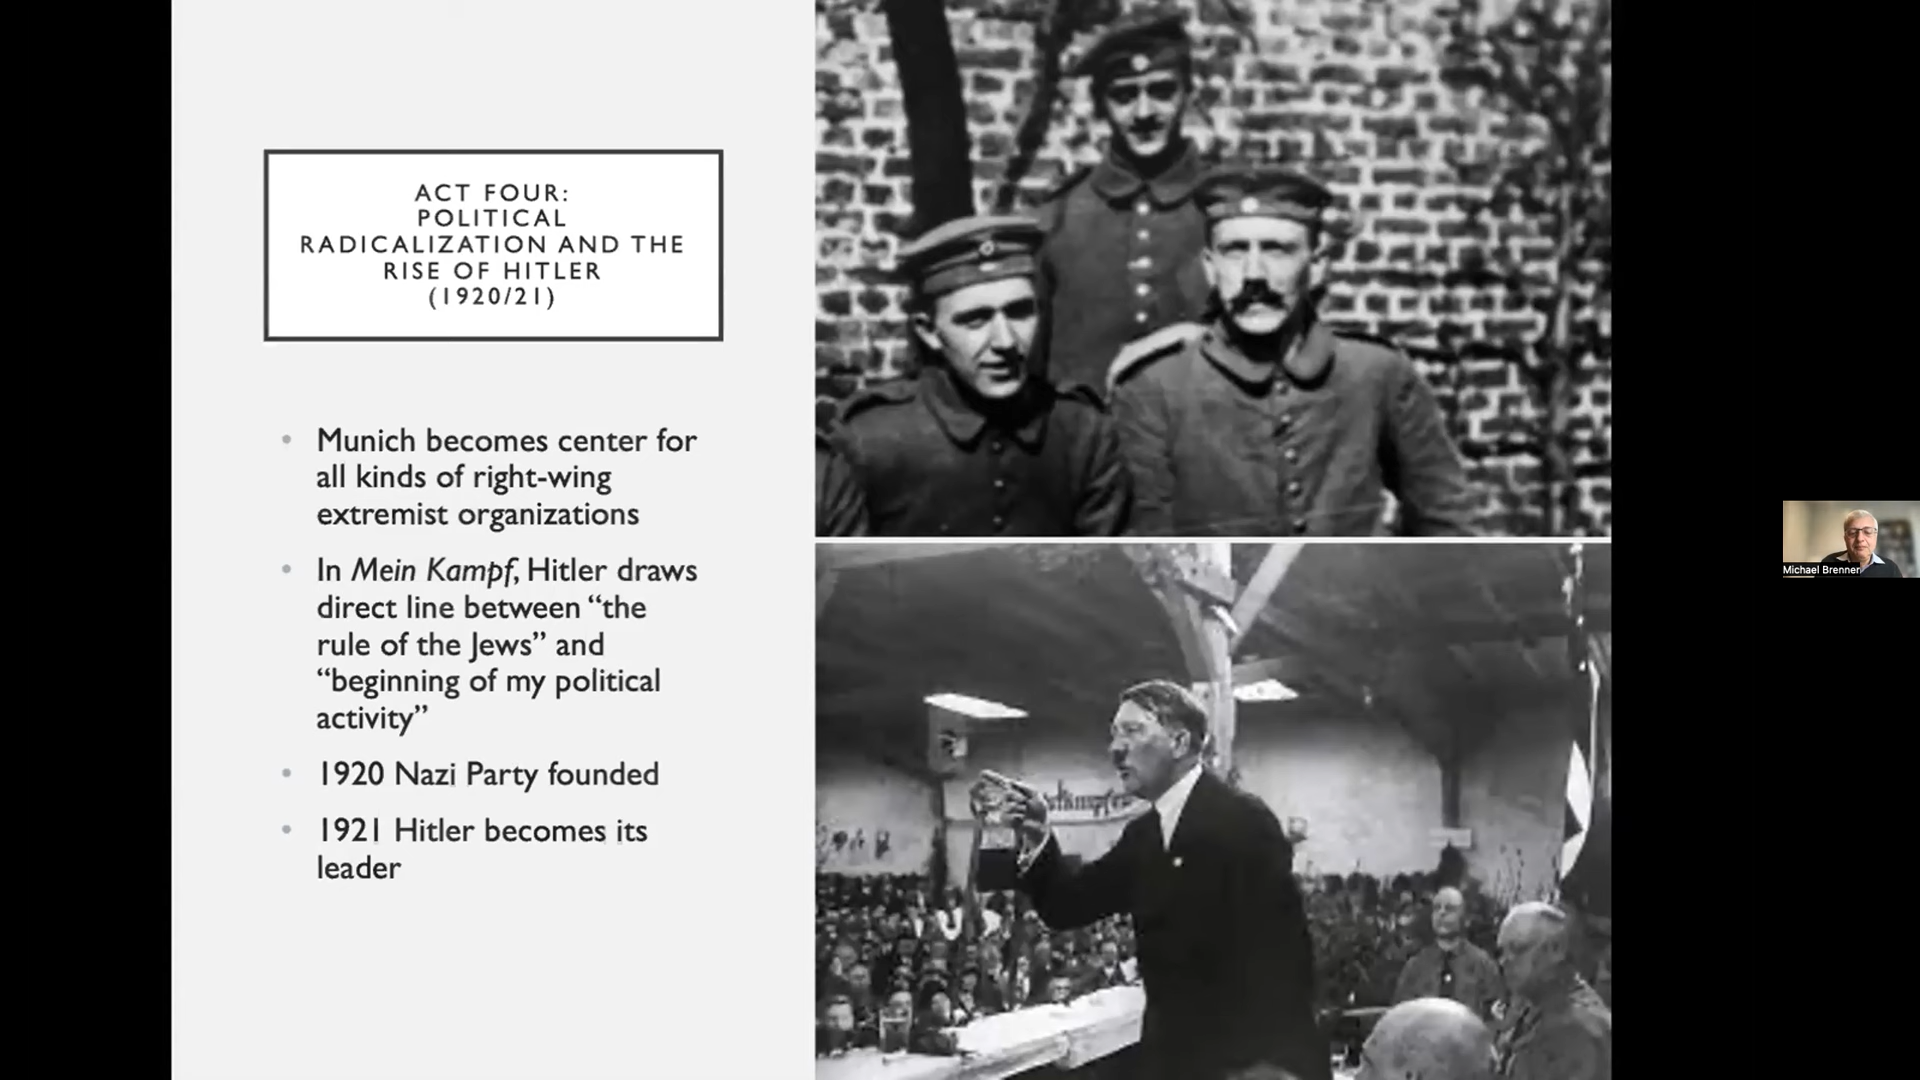 ACT FOUR:
POLITICAL
RADICALIZATION AND THE
RISE OF HITLER
(1920/21)
• Munich becomes center for
all kinds of right-wing
extremist organizations
• In Mein Kampf, Hitler draws
direct line between “the
rule of the Jews” and
“beginning of my political
activity”
• 1920 Nazi Party founded
• 1921 Hitler becomes its
leader
Michael Brenner